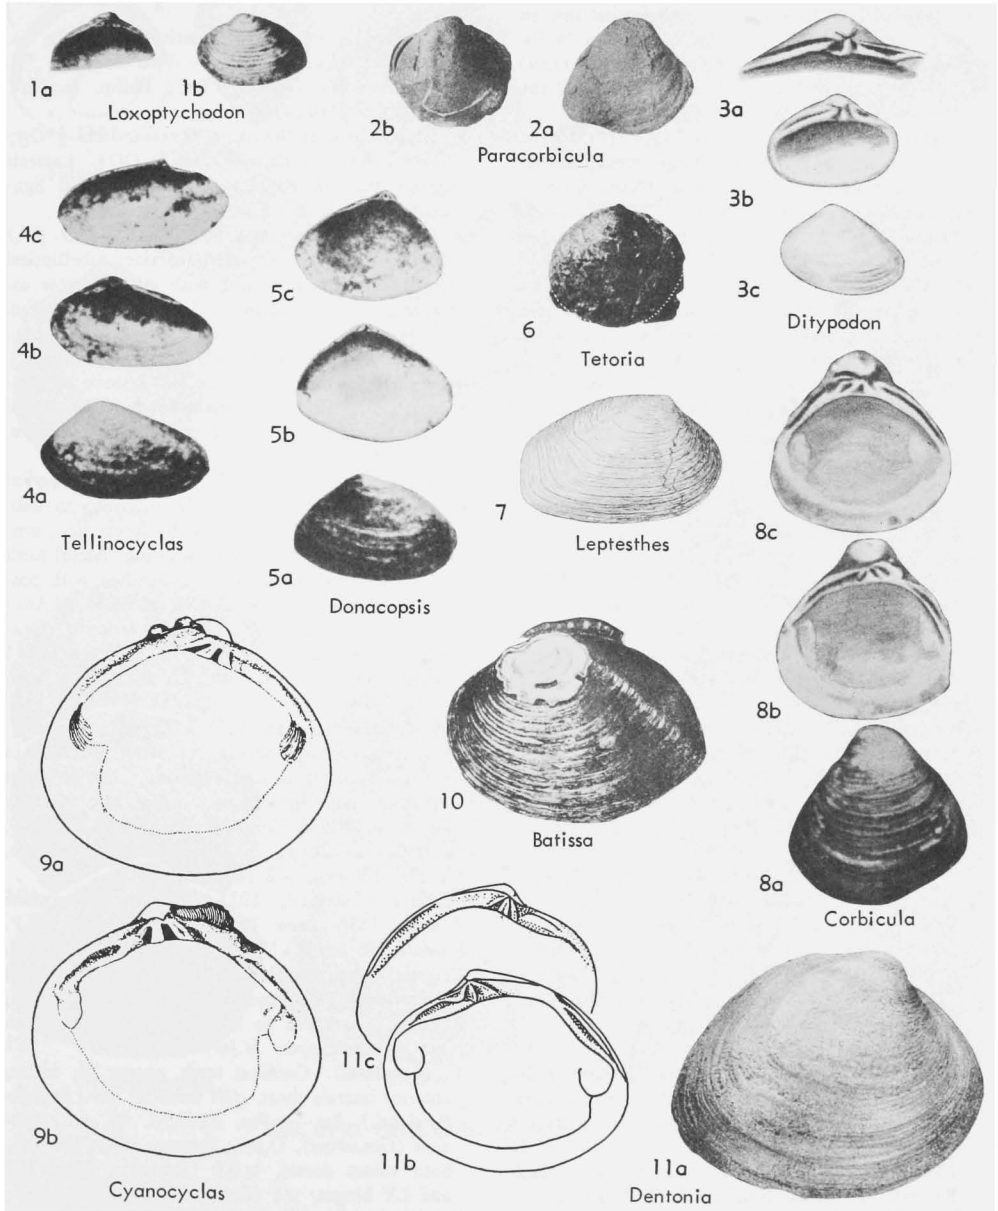 1a
1b
Loxoptychodon
2b
2a
Paracorbicula
3a
3b
3c
Ditypodon
4c
4b
4a
Tellinocyclas
5c
5b
5a
Donacopsis
6
Tetoria
7
Leptesthes
8c
8b
8a
Corbicula
9a
9b
Cyanocyclas
10
Batissa
11c
11b
11a
Dentonia